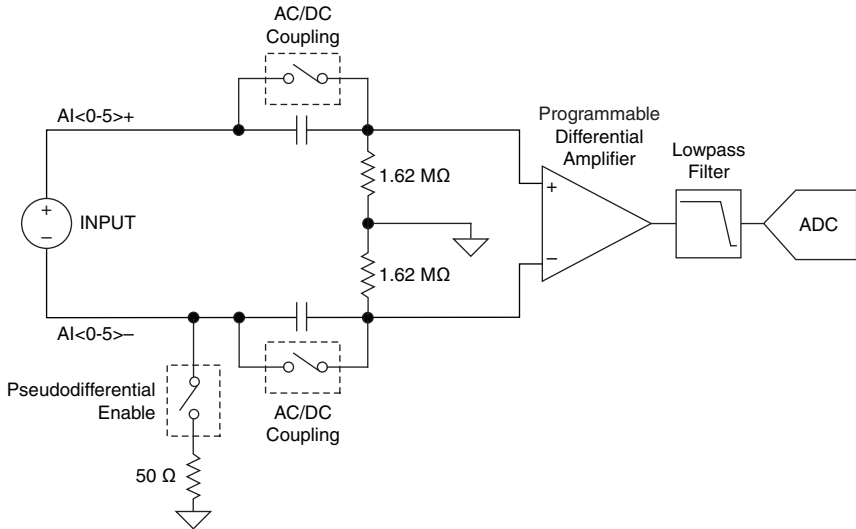 AC/DC
Coupling
AI<0-5>+
Programmable
Differential
Amplifier
Lowpass
Filter
1.62 MΩ
+
+
INPUT
ADC
–
–
1.62 MΩ
AI<0-5>–
Pseudodifferential
Enable
AC/DC
Coupling
50 Ω